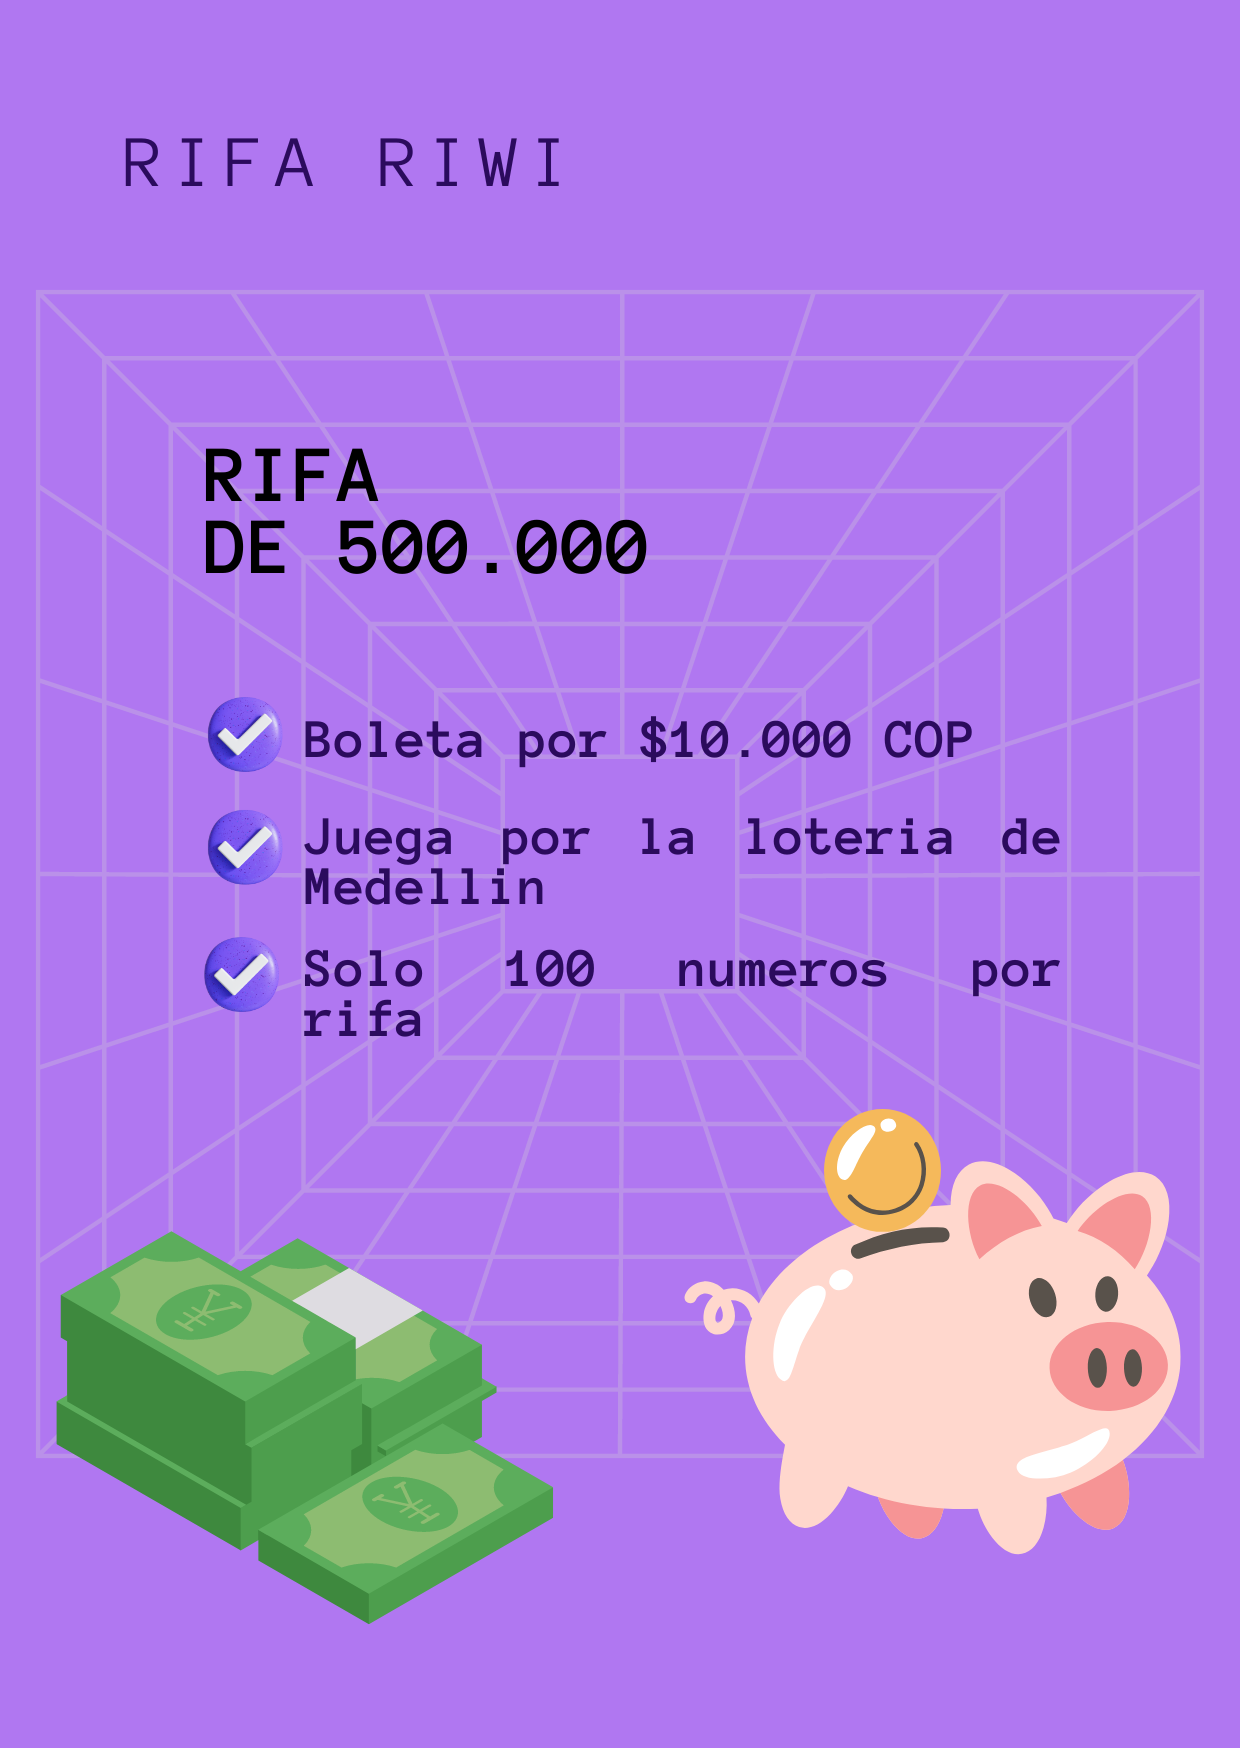 RIFA RIWI
RIFA
DE 500.000
Boleta por $10.000 COP
Juega por la loteria de
Medellin
Solo 100 numeros por
rifa